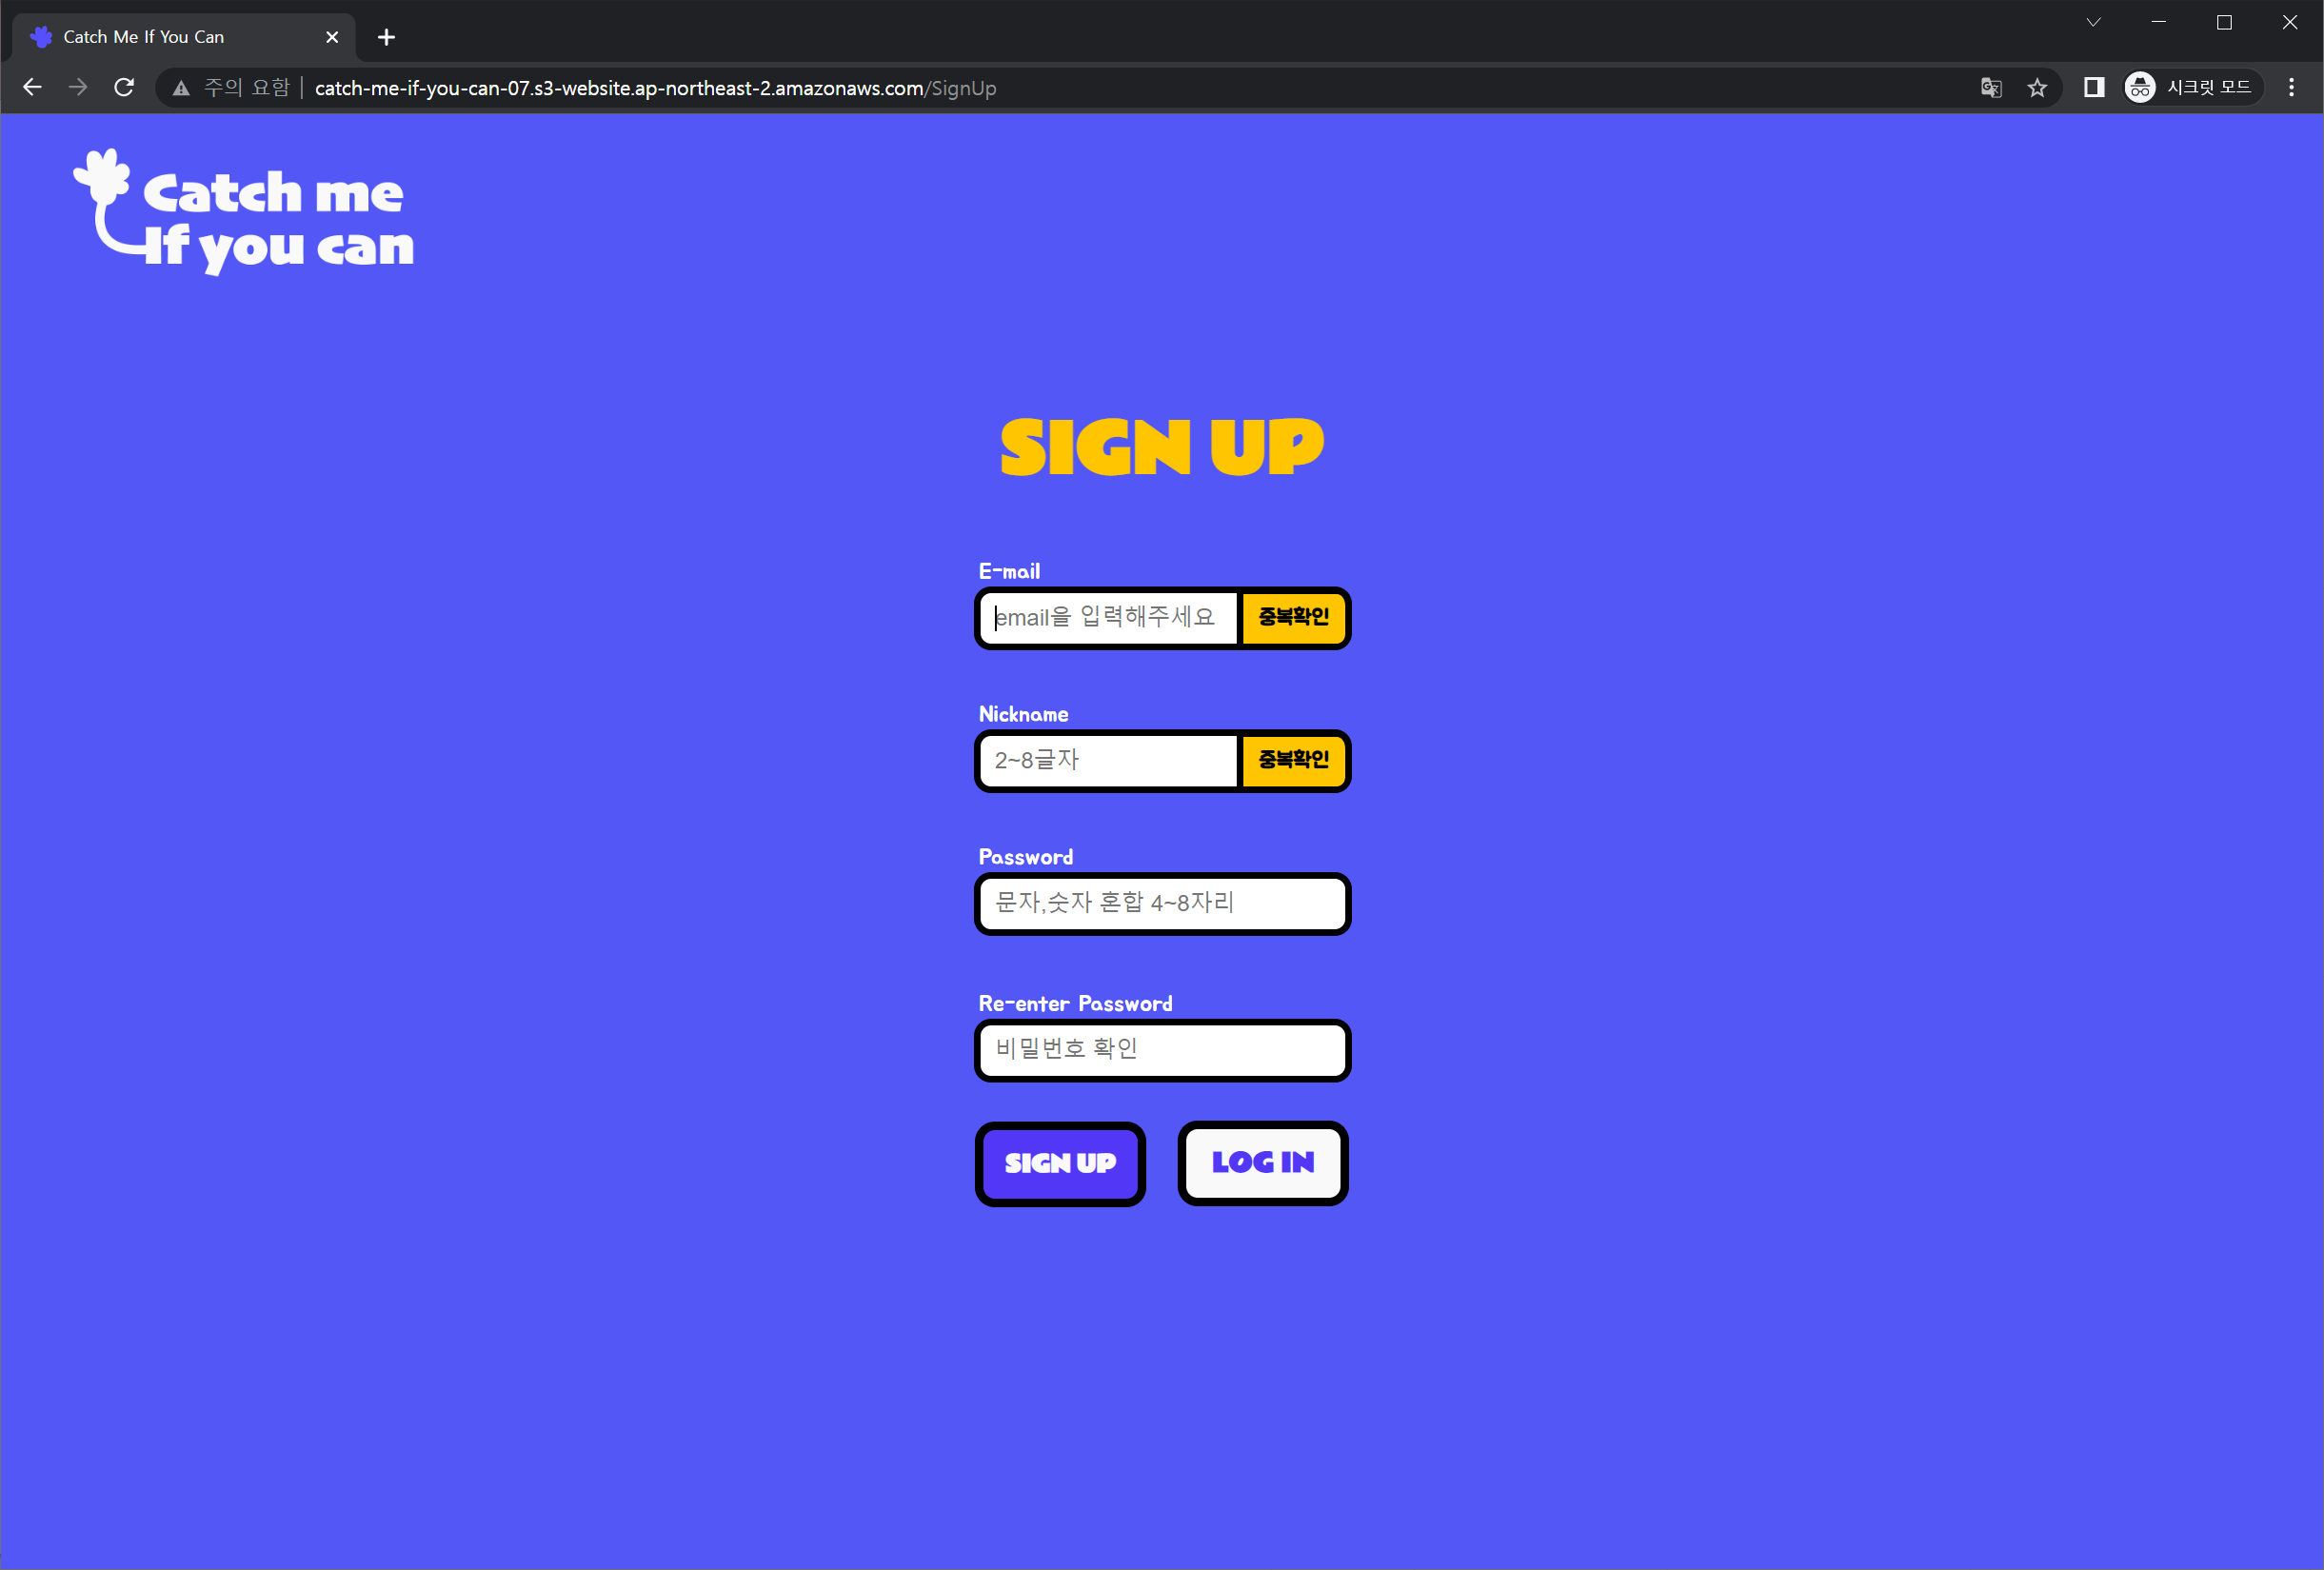 Catch Me If You Can
주의 요함 catch-me-if-you-can-07.s3-website.ap-northeast-2.amazonaws.com/SignUp 시크릿 모드
Catch me
If you can
SIGN UP
E-mail
email을 입력해주세요 중복확인
Nickname
2~8글자 중복확인
Password
문자,숫자 혼합 4~8자리
Re-enter Password
비밀번호 확인
SIGN UP LOG IN